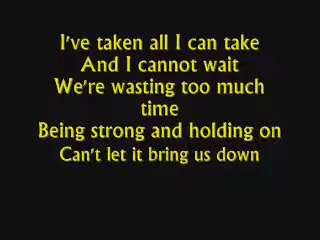 I've taken all I can take
And I cannot wait
We're wasting too much
time
Being strong and holding on
Can't let it bring us down